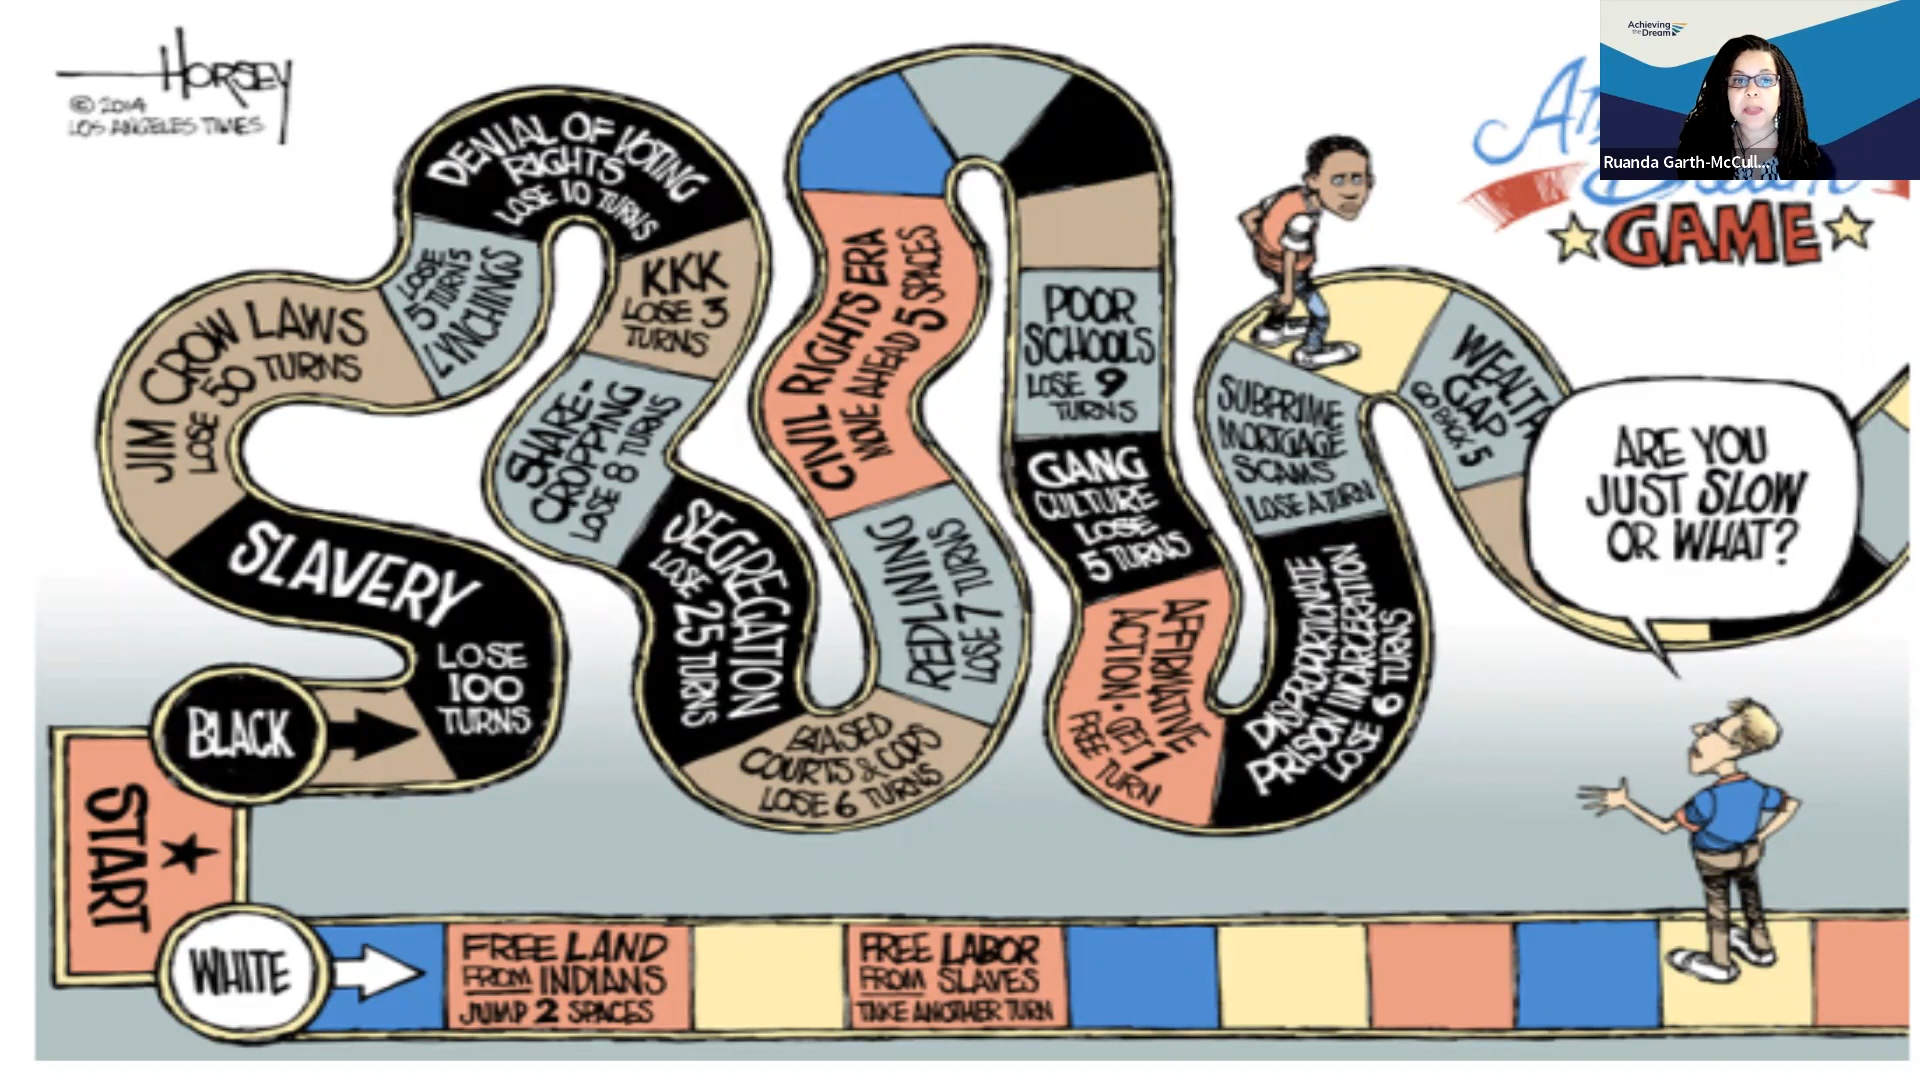 HORSEY
© 2014
LOS ANGELES TIMES
Achieving
the Dream
Ruanda Garth-McCull...
GAME
START
BLACK
SLAVERY
LOSE
100
TURNS
JIM CROW LAWS
LOSE 50 TURNS
LOSE
5 TURNS
LYNCHINGS
DENIAL OF VOTING
RIGHTS
LOSE 10 TURNS
KKK
LOSE 3
TURNS
SHARE-
CROPPING
LOSE 8 TURNS
SEGREGATION
LOSE 25 TURNS
BIASED
COURTS & COPS
LOSE 6 TURNS
REDLINING
LOSE 7 TURNS
CIVIL RIGHTS ERA
MOVE AHEAD 5 SPACES
POOR
SCHOOLS
LOSE 9
TURNS
GANG
CULTURE
LOSE
5 TURNS
AFFIRMATIVE
ACTION • GET 1
FREE TURN
DISPROPORTIONATE
PRISON INCARCERATION
LOSE 6 TURNS
SUBPRIME
MORTGAGE
SCAMS
LOSE A TURN
WEALTH
GAP
GO BACK 5
ARE YOU
JUST SLOW
OR WHAT?
WHITE
FREE LAND
FROM INDIANS
JUMP 2 SPACES
FREE LABOR
FROM SLAVES
TAKE ANOTHER TURN